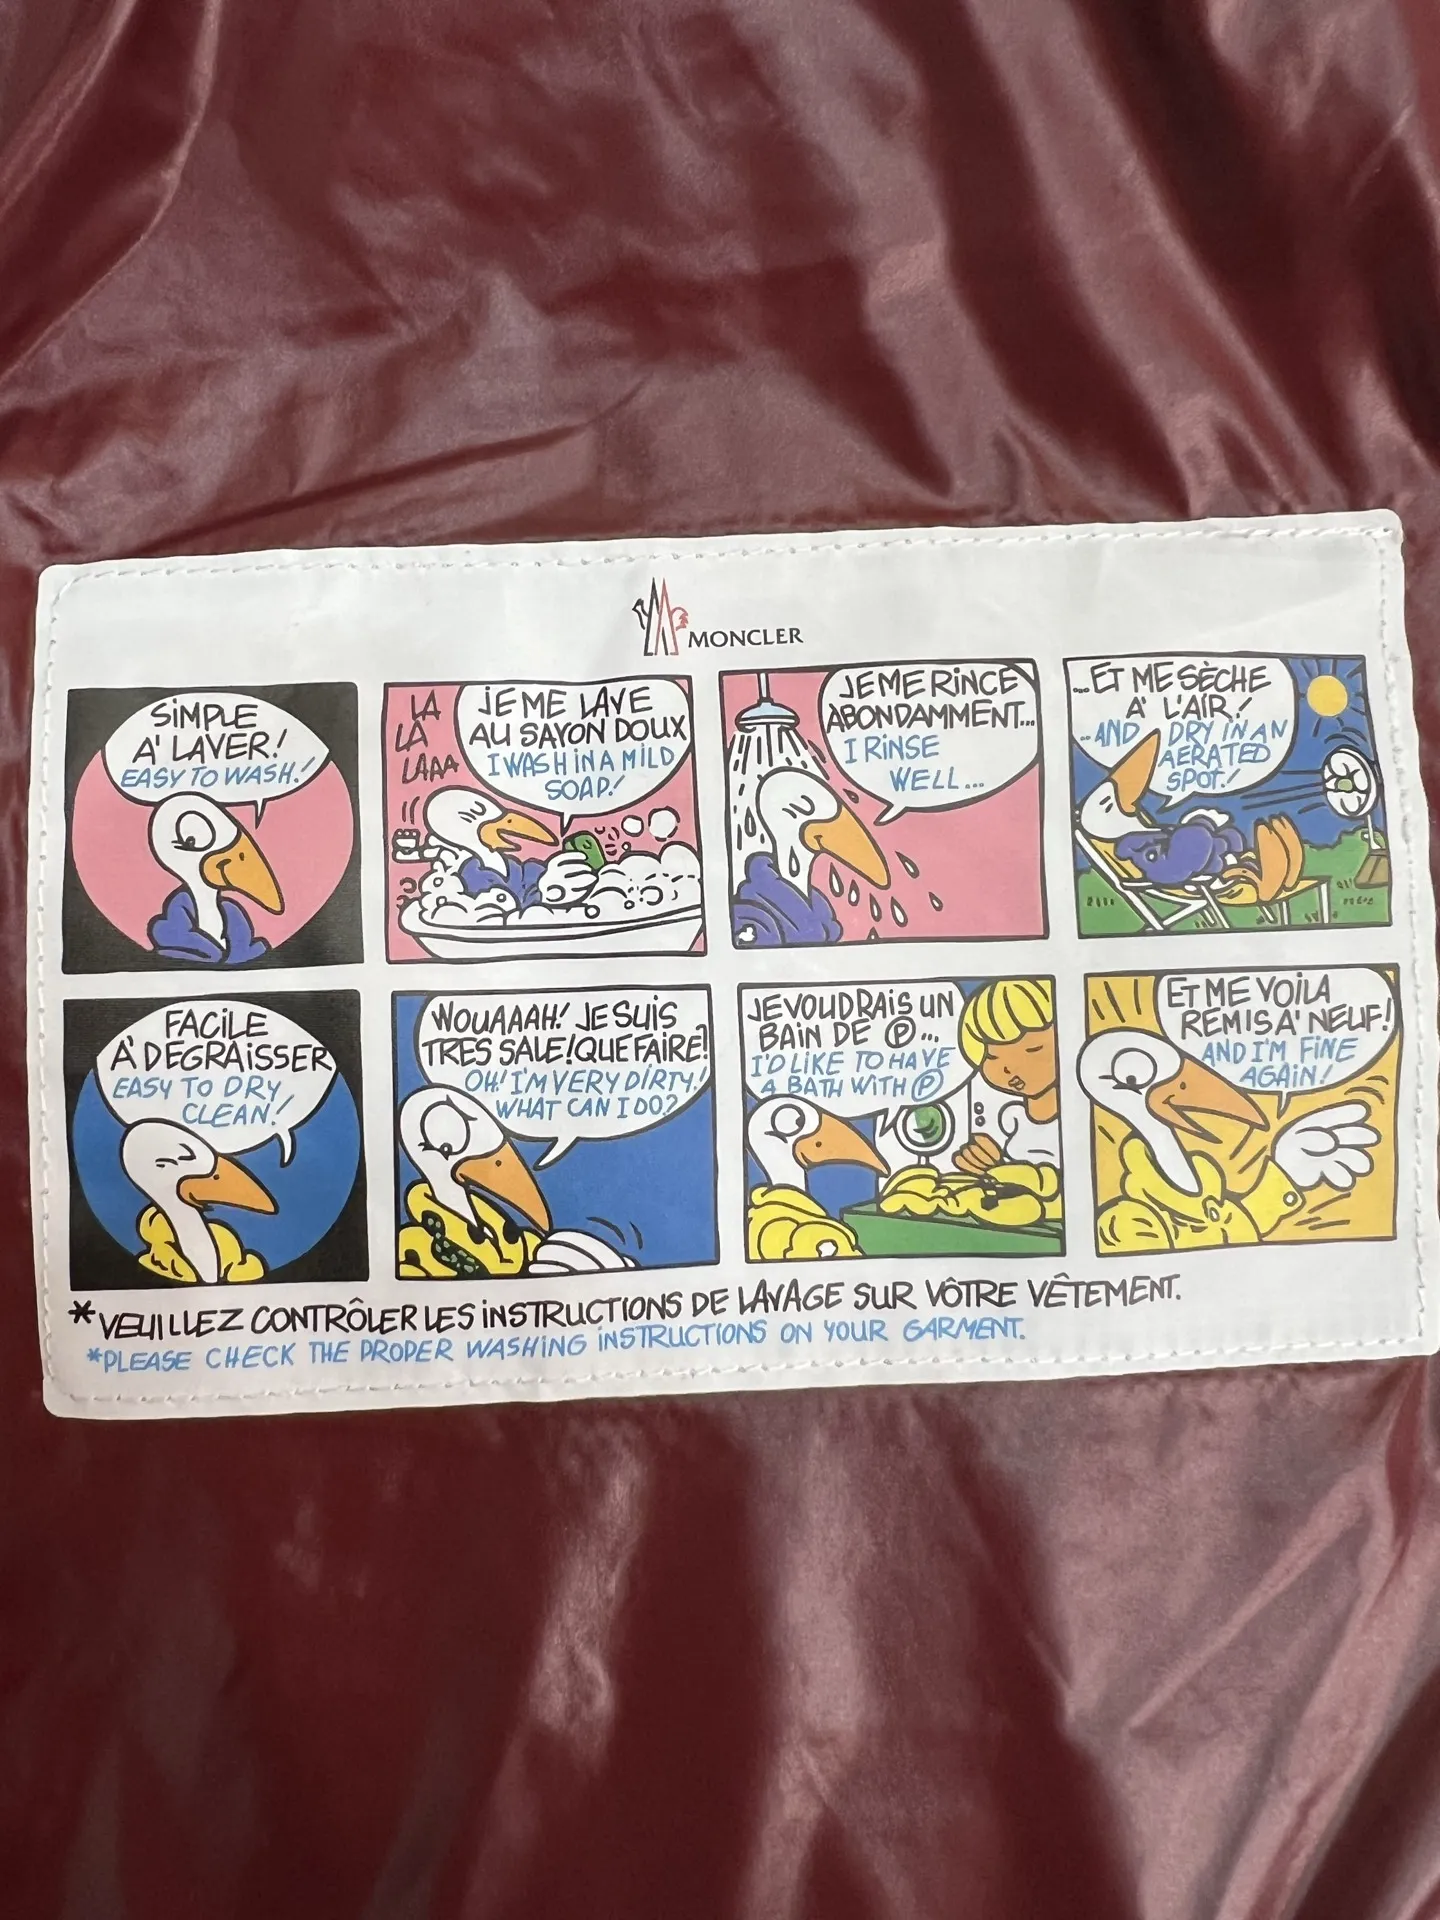 MONCLER
SiMPLE
A' LAVER!
EASY TO WASH!
LA
LA
LAAA
JE ME LAVE
AU SAVON DOUX
I WASH IN A MILD
SOAP!
JE ME RINCE
ABONDAMMENT...
I RINSE
WELL...
...ET ME SÈCHE
A' L'AIR!
...AND DRY IN AN
AERATED
SPOT!
FACILE
A' DEGRAISSER
EASY TO DRY
CLEAN!
WOUAAAH! JE SUIS
TRES SALE! QUE FAIRE!
OH! I'M VERY DIRTY!
WHAT CAN I DO?
JE VOUDRAIS UN
BAIN DE Ⓟ...
I'D LIKE TO HAVE
A BATH WITH Ⓟ
ET ME VOILA
REMIS A' NEUF!
AND I'M FINE
AGAIN!
*VEUILLEZ CONTRÔLER LES INSTRUCTIONS DE LAVAGE SUR VÔTRE VÊTEMENT.
*PLEASE CHECK THE PROPER WASHING INSTRUCTIONS ON YOUR GARMENT.